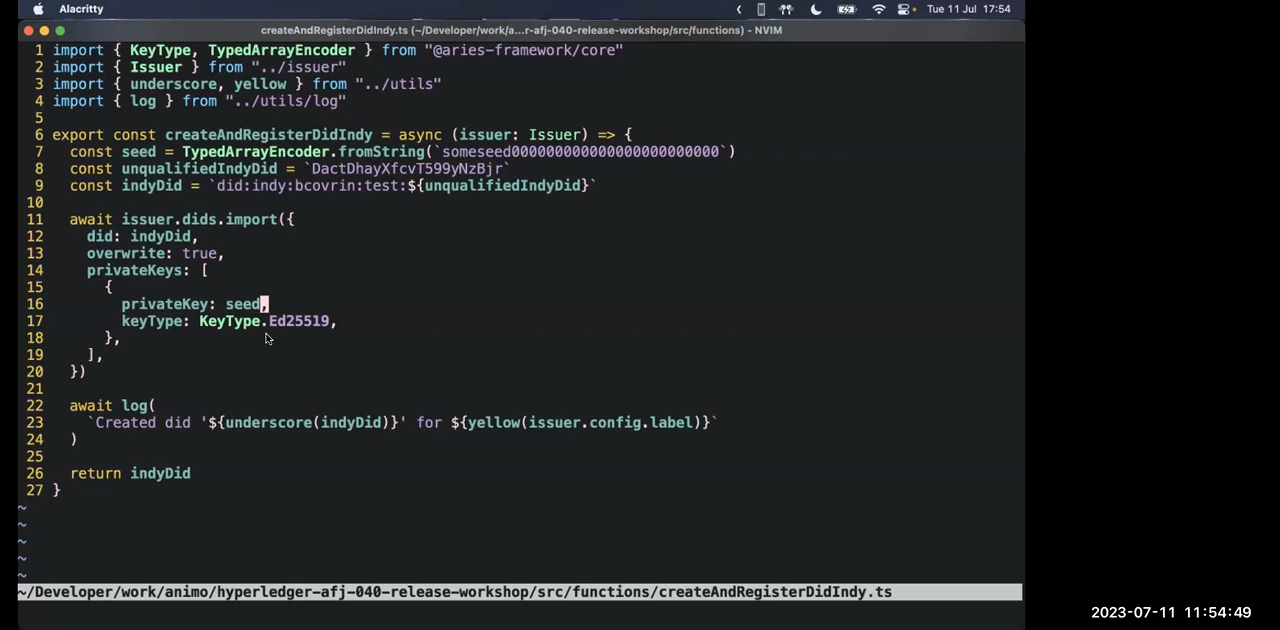 Alacritty
Tue 11 Jul 17:54
createAndRegisterDidIndy.ts (~/Developer/work/a...r-afj-040-release-workshop/src/functions) - NVIM
1 import { KeyType, TypedArrayEncoder } from "@aries-framework/core"
2 import { Issuer } from "../issuer"
3 import { underscore, yellow } from "../utils"
4 import { log } from "../utils/log"
5
6 export const createAndRegisterDidIndy = async (issuer: Issuer) => {
7   const seed = TypedArrayEncoder.fromString(`someseed000000000000000000000000`)
8   const unqualifiedIndyDid = `DactDhayXfcvT599yNzBjr`
9   const indyDid = `did:indy:bcovrin:test:${unqualifiedIndyDid}`
10
11   await issuer.dids.import({
12     did: indyDid,
13     overwrite: true,
14     privateKeys: [
15       {
16         privateKey: seed,
17         keyType: KeyType.Ed25519,
18       },
19     ],
20   })
21
22   await log(
23     `Created did '${underscore(indyDid)}' for ${yellow(issuer.config.label)}`
24   )
25
26   return indyDid
27 }
~
~
~
~
~
~/Developer/work/animo/hyperledger-afj-040-release-workshop/src/functions/createAndRegisterDidIndy.ts
2023-07-11 11:54:49